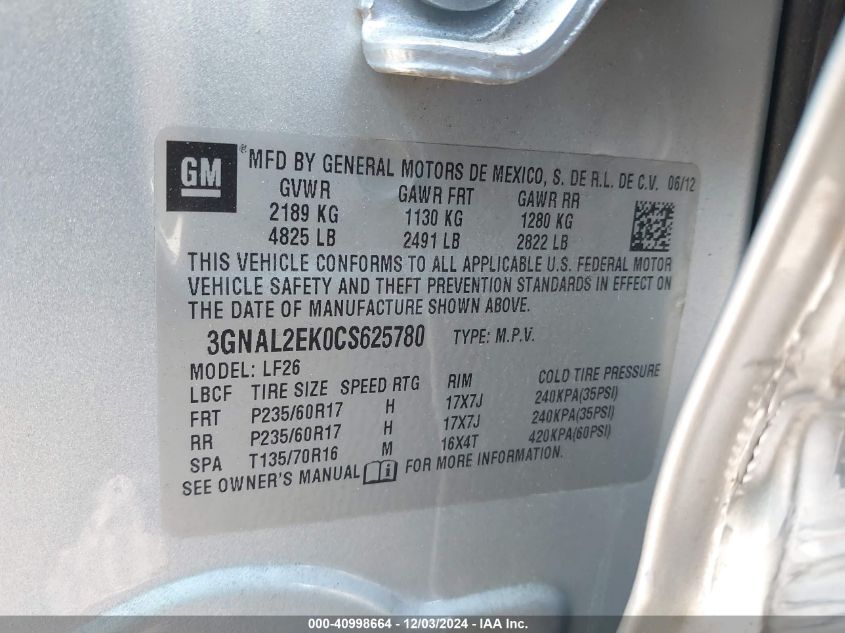 GM ® MFD BY GENERAL MOTORS DE MEXICO, S. DE R.L. DE C.V. 06/12
GVWR GAWR FRT GAWR RR
2189 KG 1130 KG 1280 KG
4825 LB 2491 LB 2822 LB
THIS VEHICLE CONFORMS TO ALL APPLICABLE U.S. FEDERAL MOTOR
VEHICLE SAFETY AND THEFT PREVENTION STANDARDS IN EFFECT ON
THE DATE OF MANUFACTURE SHOWN ABOVE.
3GNAL2EK0CS625780 TYPE: M.P.V.
MODEL: LF26
LBCF TIRE SIZE SPEED RTG RIM COLD TIRE PRESSURE
FRT P235/60R17 H 17X7J 240KPA(35PSI)
RR P235/60R17 H 17X7J 240KPA(35PSI)
SPA T135/70R16 M 16X4T 420KPA(60PSI)
SEE OWNER'S MANUAL FOR MORE INFORMATION.
000-40998664 - 12/03/2024 - IAA Inc.